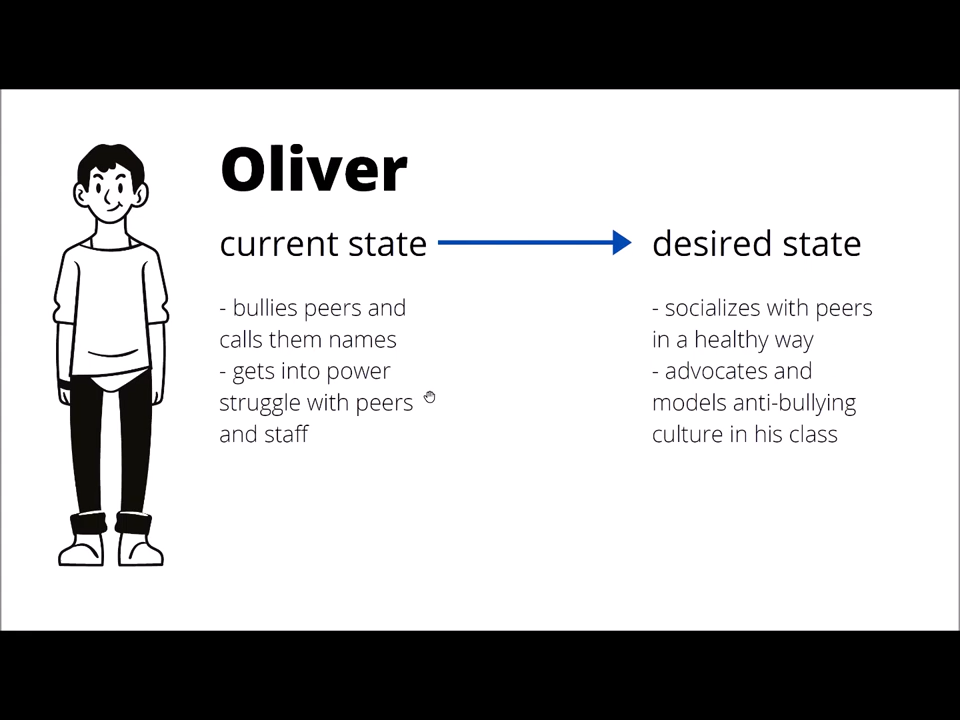 Oliver
current state
desired state
- bullies peers and
calls them names
- gets into power
struggle with peers
and staff
- socializes with peers
in a healthy way
- advocates and
models anti-bullying
culture in his class